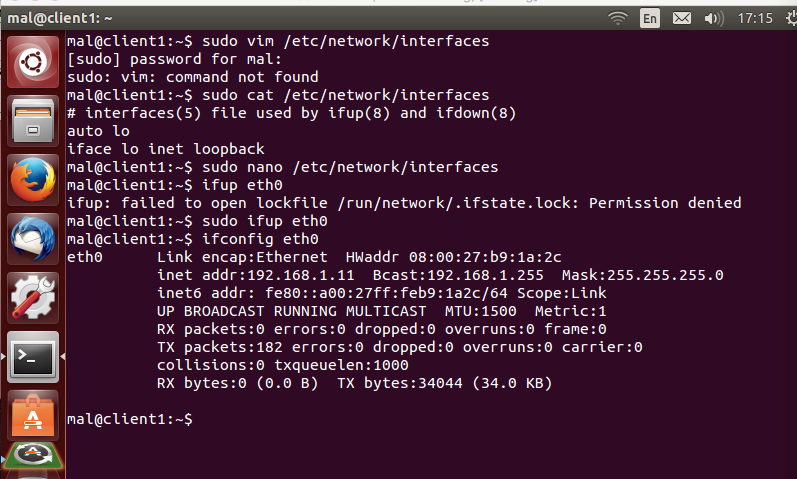 mal@client1: ~
En
17:15
mal@client1:~$ sudo vim /etc/network/interfaces
[sudo] password for mal:
sudo: vim: command not found
mal@client1:~$ sudo cat /etc/network/interfaces
# interfaces(5) file used by ifup(8) and ifdown(8)
auto lo
iface lo inet loopback
mal@client1:~$ sudo nano /etc/network/interfaces
mal@client1:~$ ifup eth0
ifup: failed to open lockfile /run/network/.ifstate.lock: Permission denied
mal@client1:~$ sudo ifup eth0
mal@client1:~$ ifconfig eth0
eth0      Link encap:Ethernet  HWaddr 08:00:27:b9:1a:2c
          inet addr:192.168.1.11  Bcast:192.168.1.255  Mask:255.255.255.0
          inet6 addr: fe80::a00:27ff:feb9:1a2c/64 Scope:Link
          UP BROADCAST RUNNING MULTICAST  MTU:1500  Metric:1
          RX packets:0 errors:0 dropped:0 overruns:0 frame:0
          TX packets:182 errors:0 dropped:0 overruns:0 carrier:0
          collisions:0 txqueuelen:1000
          RX bytes:0 (0.0 B)  TX bytes:34044 (34.0 KB)
mal@client1:~$